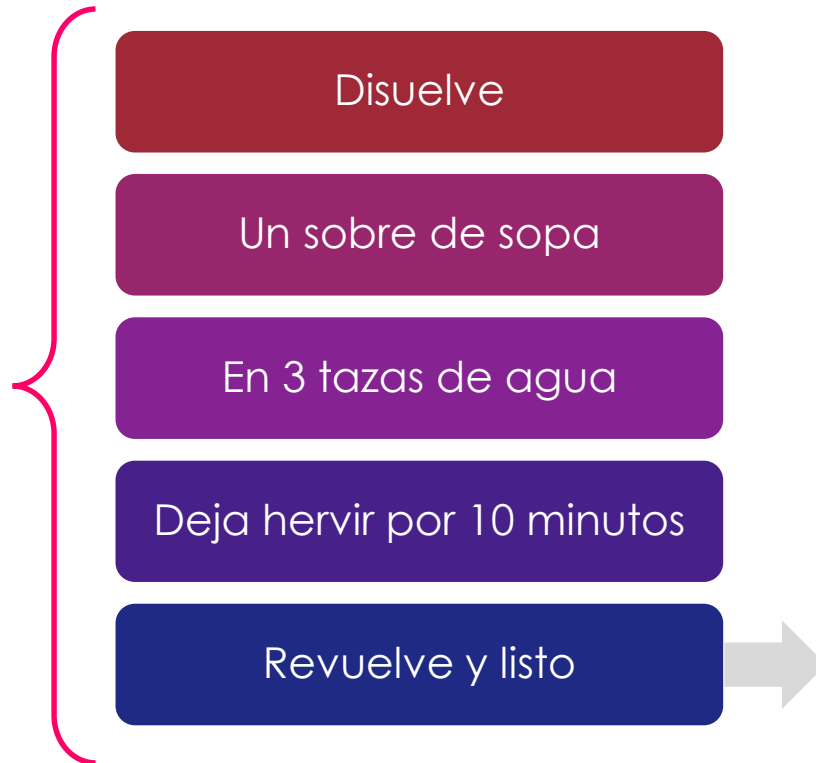 Disuelve
Un sobre de sopa
En 3 tazas de agua
Deja hervir por 10 minutos
Revuelve y listo